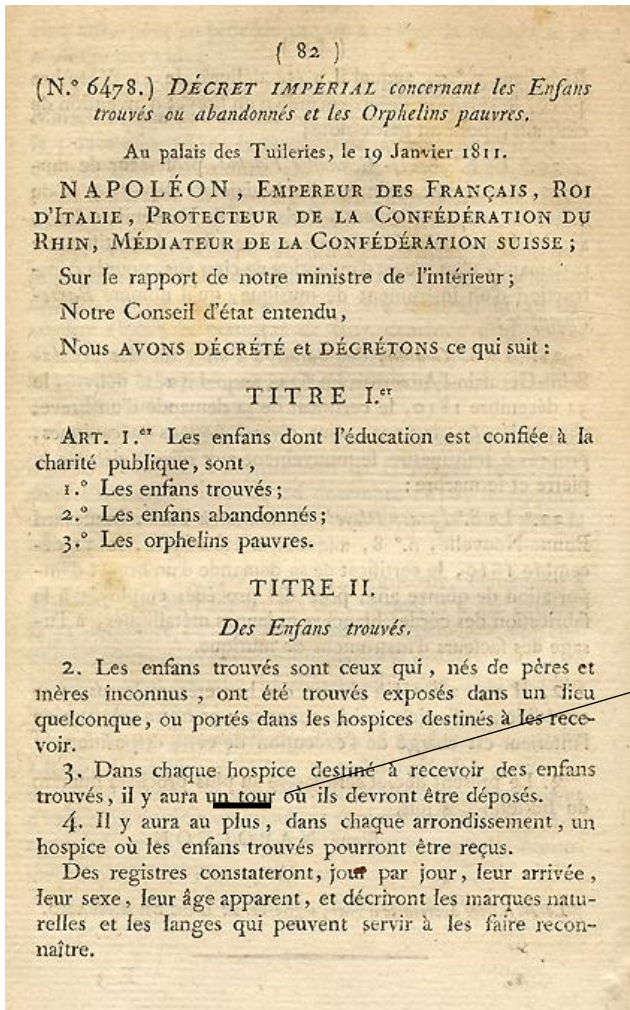 ( 82 )
(N.° 6478.) DÉCRET IMPÉRIAL concernant les Enfans
trouvés ou abandonnés et les Orphelins pauvres.
Au palais des Tuileries, le 19 Janvier 1811.
NAPOLÉON, EMPEREUR DES FRANÇAIS, ROI
D'ITALIE, PROTECTEUR DE LA CONFÉDÉRATION DU
RHIN, MÉDIATEUR DE LA CONFÉDÉRATION SUISSE ;
Sur le rapport de notre ministre de l'intérieur ;
Notre Conseil d'état entendu,
Nous AVONS DÉCRÉTÉ et DÉCRÉTONS ce qui suit :
TITRE I.er
ART. 1.er Les enfans dont l'éducation est confiée à la
charité publique, sont,
1.° Les enfans trouvés ;
2.° Les enfans abandonnés ;
3.° Les orphelins pauvres.
TITRE II.
Des Enfans trouvés.
2. Les enfans trouvés sont ceux qui, nés de pères et
mères inconnus, ont été trouvés exposés dans un lieu
quelconque, ou portés dans les hospices destinés à les rece-
voir.
3. Dans chaque hospice destiné à recevoir des enfans
trouvés, il y aura un tour où ils devront être déposés.
4. Il y aura au plus, dans chaque arrondissement, un
hospice où les enfans trouvés pourront être reçus.
Des registres constateront, jour par jour, leur arrivée,
leur sexe, leur âge apparent, et décriront les marques natu-
relles et les langes qui peuvent servir à les faire recon-
naître.